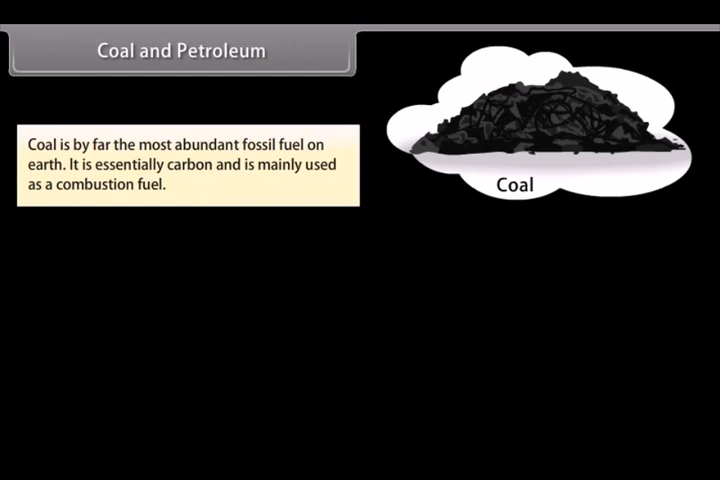 Coal and Petroleum
Coal is by far the most abundant fossil fuel on
earth. It is essentially carbon and is mainly used
as a combustion fuel.
Coal